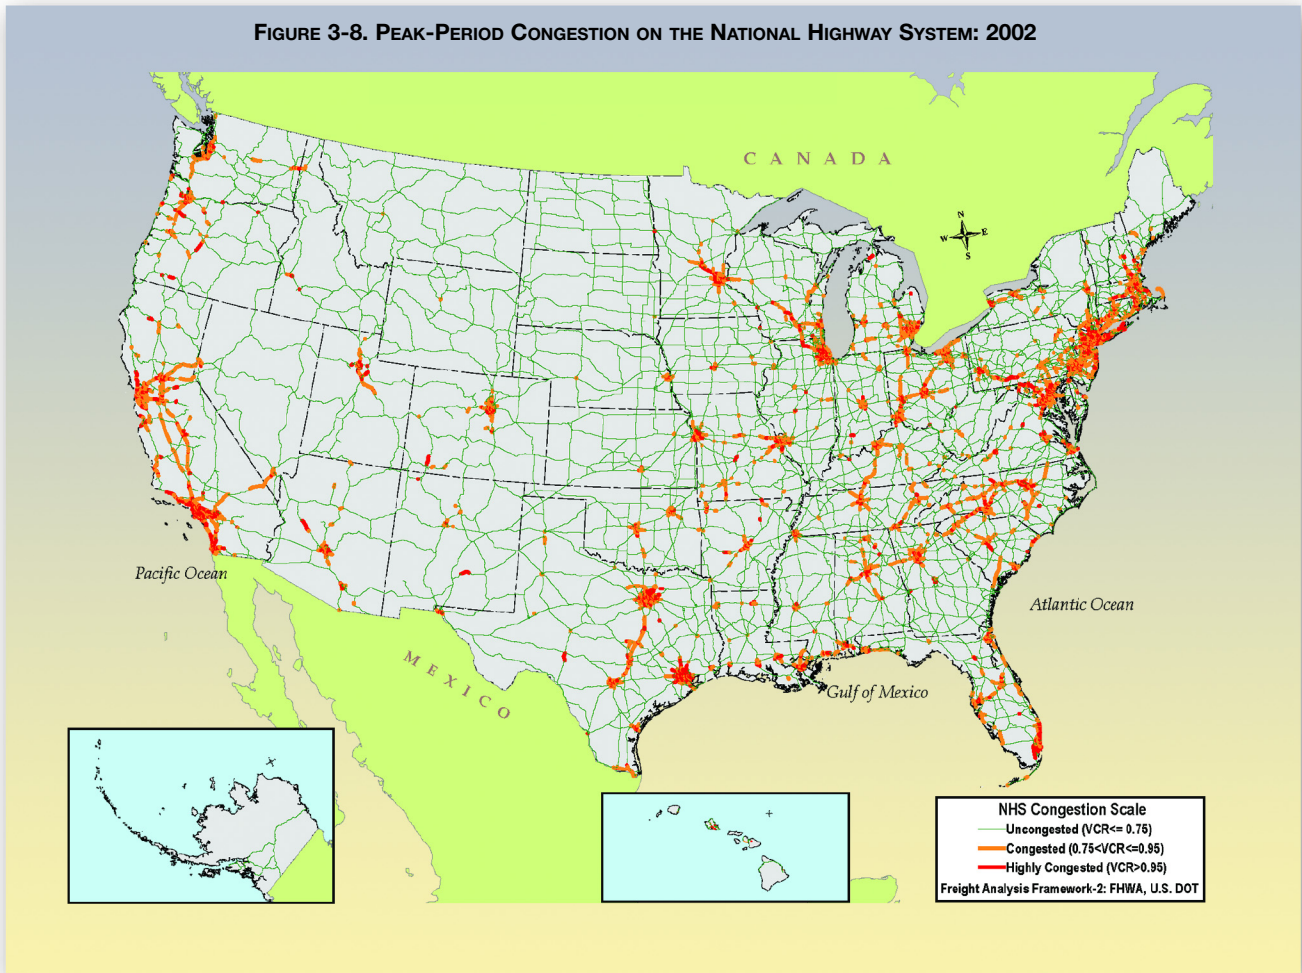 FIGURE 3-8. PEAK-PERIOD CONGESTION ON THE NATIONAL HIGHWAY SYSTEM: 2002
CANADA
N
W E
S
Pacific Ocean
Atlantic Ocean
MEXICO
Gulf of Mexico
NHS Congestion Scale
Uncongested (VCR<= 0.75)
Congested (0.75<VCR<=0.95)
Highly Congested (VCR>0.95)
Freight Analysis Framework-2: FHWA, U.S. DOT